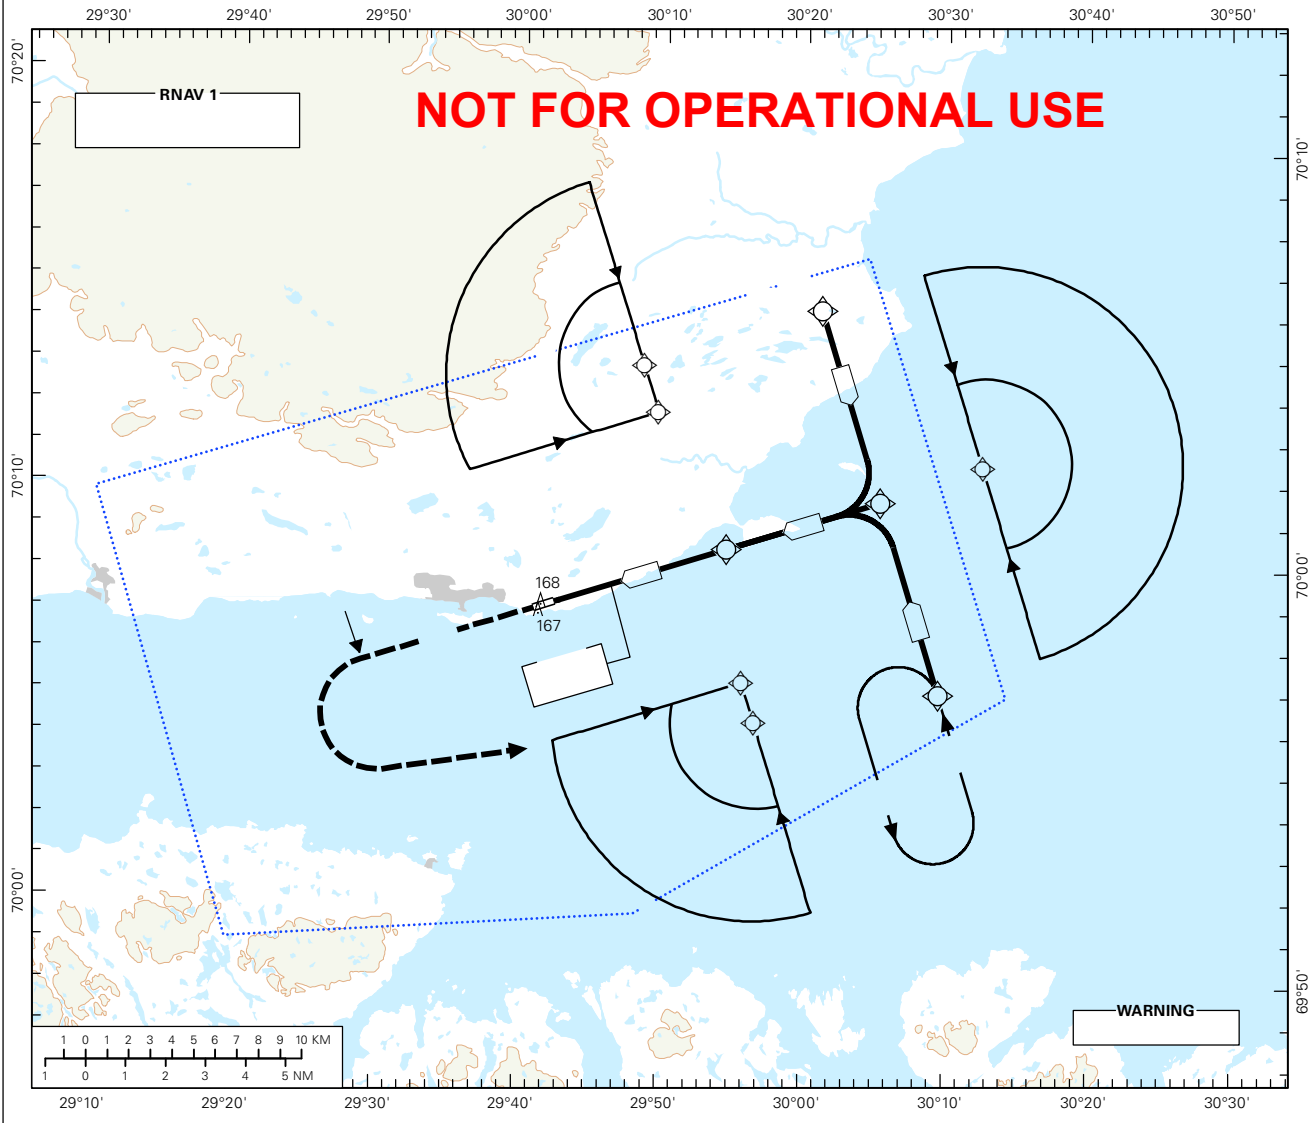 29°30' 29°40' 29°50' 30°00' 30°10' 30°20' 30°30' 30°40' 30°50'
70°20'
RNAV 1
NOT FOR OPERATIONAL USE
70°10'
70°10'
70°00'
168
167
70°00'
69°50'
WARNING
1 0 1 2 3 4 5 6 7 8 9 10 KM
1 0 1 2 3 4 5 NM
29°10' 29°20' 29°30' 29°40' 29°50' 30°00' 30°10' 30°20' 30°30'